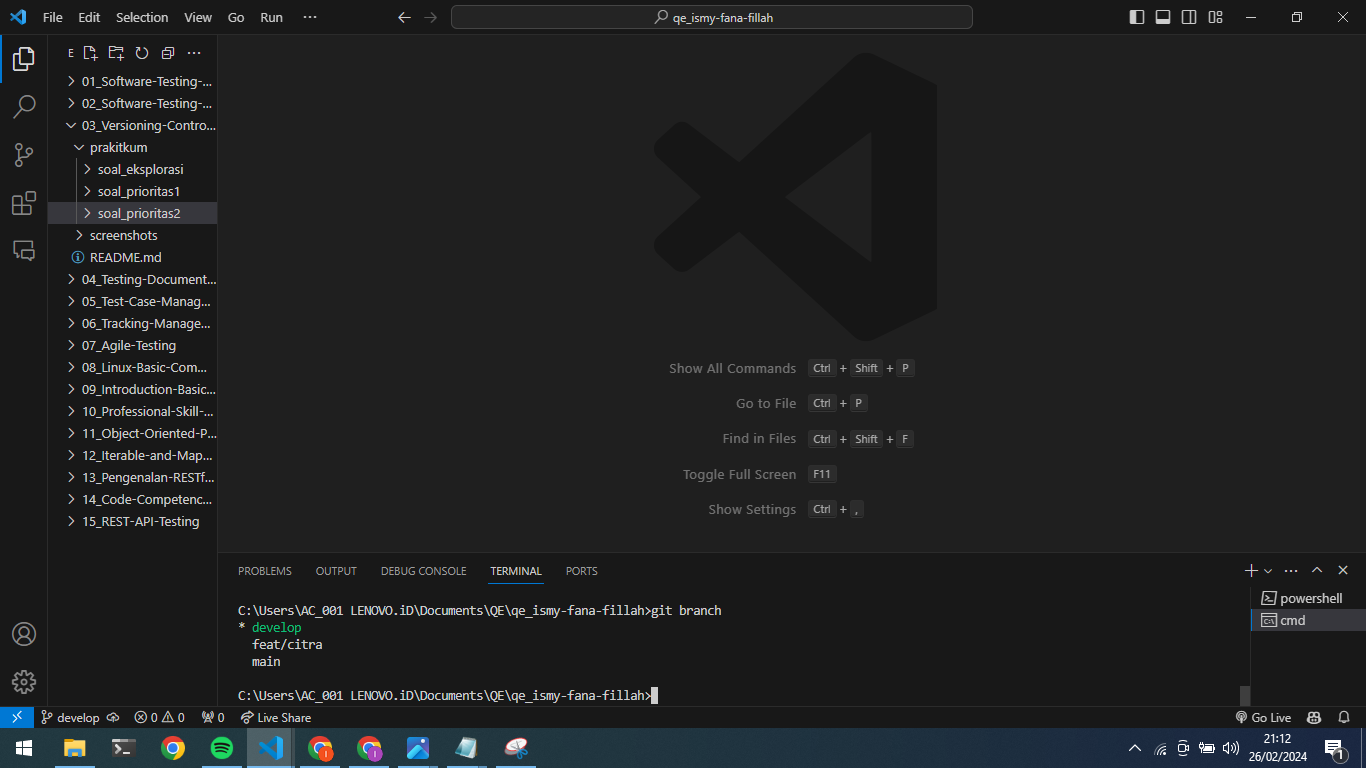 File Edit Selection View Go Run ···
qe_ismy-fana-fillah
E
01_Software-Testing-...
02_Software-Testing-...
03_Versioning-Contro...
prakitkum
soal_eksplorasi
soal_prioritas1
soal_prioritas2
screenshots
README.md
04_Testing-Document...
05_Test-Case-Manag...
06_Tracking-Manage...
07_Agile-Testing
08_Linux-Basic-Com...
09_Introduction-Basic...
10_Professional-Skill-...
11_Object-Oriented-P...
12_Iterable-and-Map...
13_Pengenalan-RESTf...
14_Code-Competenc...
15_REST-API-Testing
Show All Commands Ctrl + Shift + P
Go to File Ctrl + P
Find in Files Ctrl + Shift + F
Toggle Full Screen F11
Show Settings Ctrl + ,
PROBLEMS OUTPUT DEBUG CONSOLE TERMINAL PORTS
C:\Users\AC_001 LENOVO.iD\Documents\QE\qe_ismy-fana-fillah>git branch
* develop
feat/citra
main
C:\Users\AC_001 LENOVO.iD\Documents\QE\qe_ismy-fana-fillah>
powershell
cmd
develop 0 0 0 Live Share Go Live
21:12
26/02/2024
1